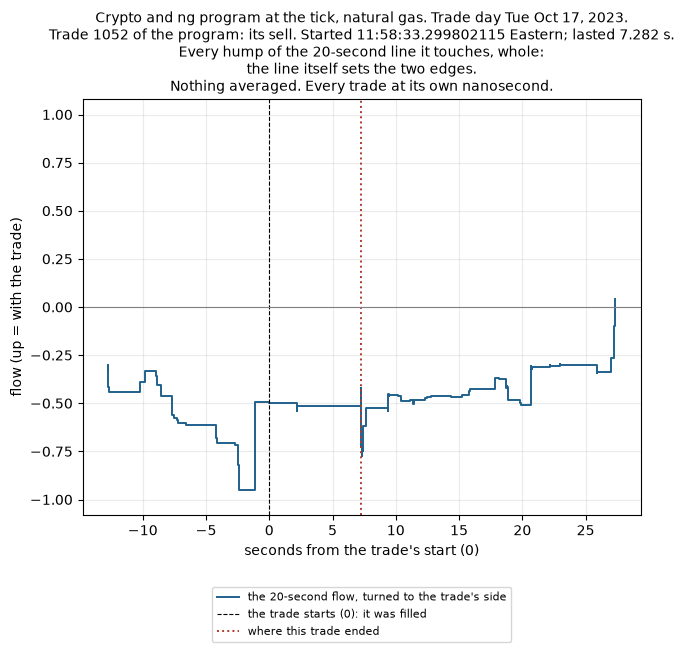 Crypto and ng program at the tick, natural gas. Trade day Tue Oct 17, 2023.
Trade 1052 of the program: its sell. Started 11:58:33.299802115 Eastern; lasted 7.282 s.
Every hump of the 20-second line it touches, whole:
the line itself sets the two edges.
Nothing averaged. Every trade at its own nanosecond.
1.00
0.75
0.50
0.25
0.00
−0.25
−0.50
−0.75
−1.00
flow (up = with the trade)
−10
−5
0
5
10
15
20
25
seconds from the trade's start (0)
the 20-second flow, turned to the trade's side
the trade starts (0): it was filled
where this trade ended